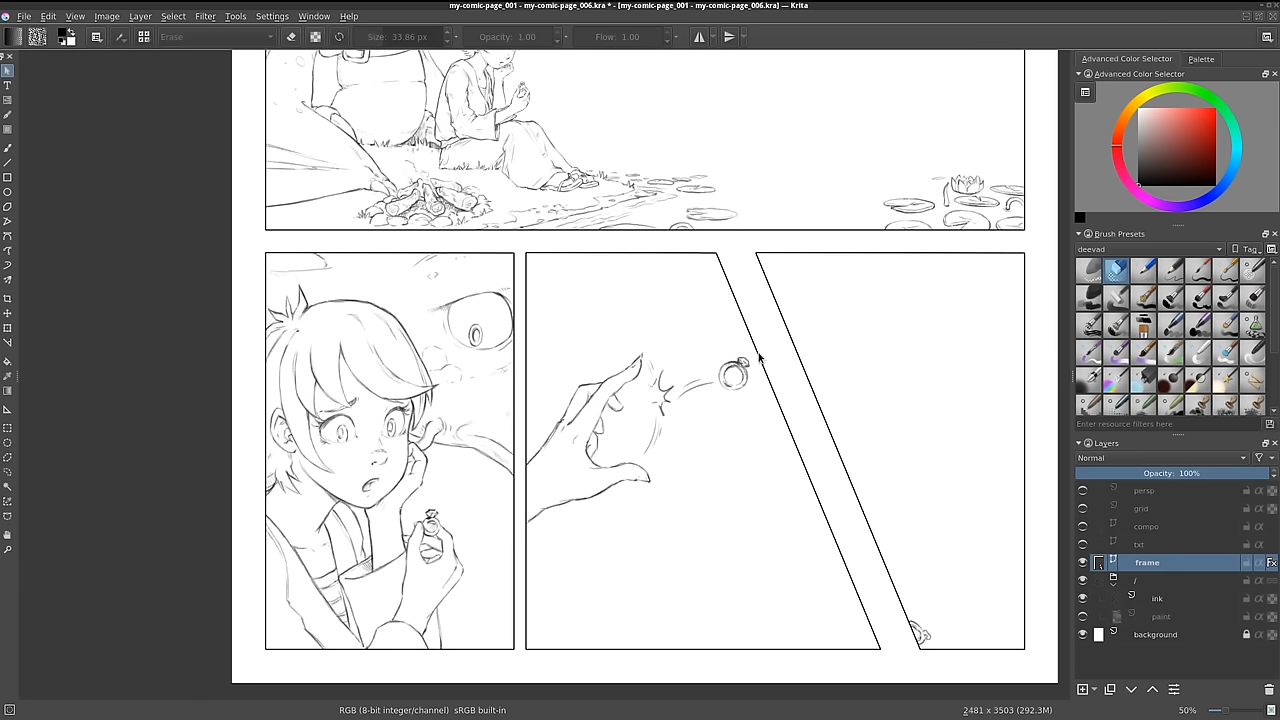 my-comic-page_001 - my-comic-page_006.kra * - [my-comic-page_001 - my-comic-page_006.kra] — Krita
File Edit View Image Layer Select Filter Tools Settings Window Help
Erase Size: 33.86 px Opacity: 1.00 Flow: 1.00
Advanced Color Selector Palette
Advanced Color Selector
Brush Presets
deevad Tag
Enter resource filters here
Layers
Normal
Opacity: 100%
persp
grid
compo
txt
frame
/
ink
paint
background
RGB (8-bit integer/channel) sRGB built-in 2481 x 3503 (292.3M) 50%